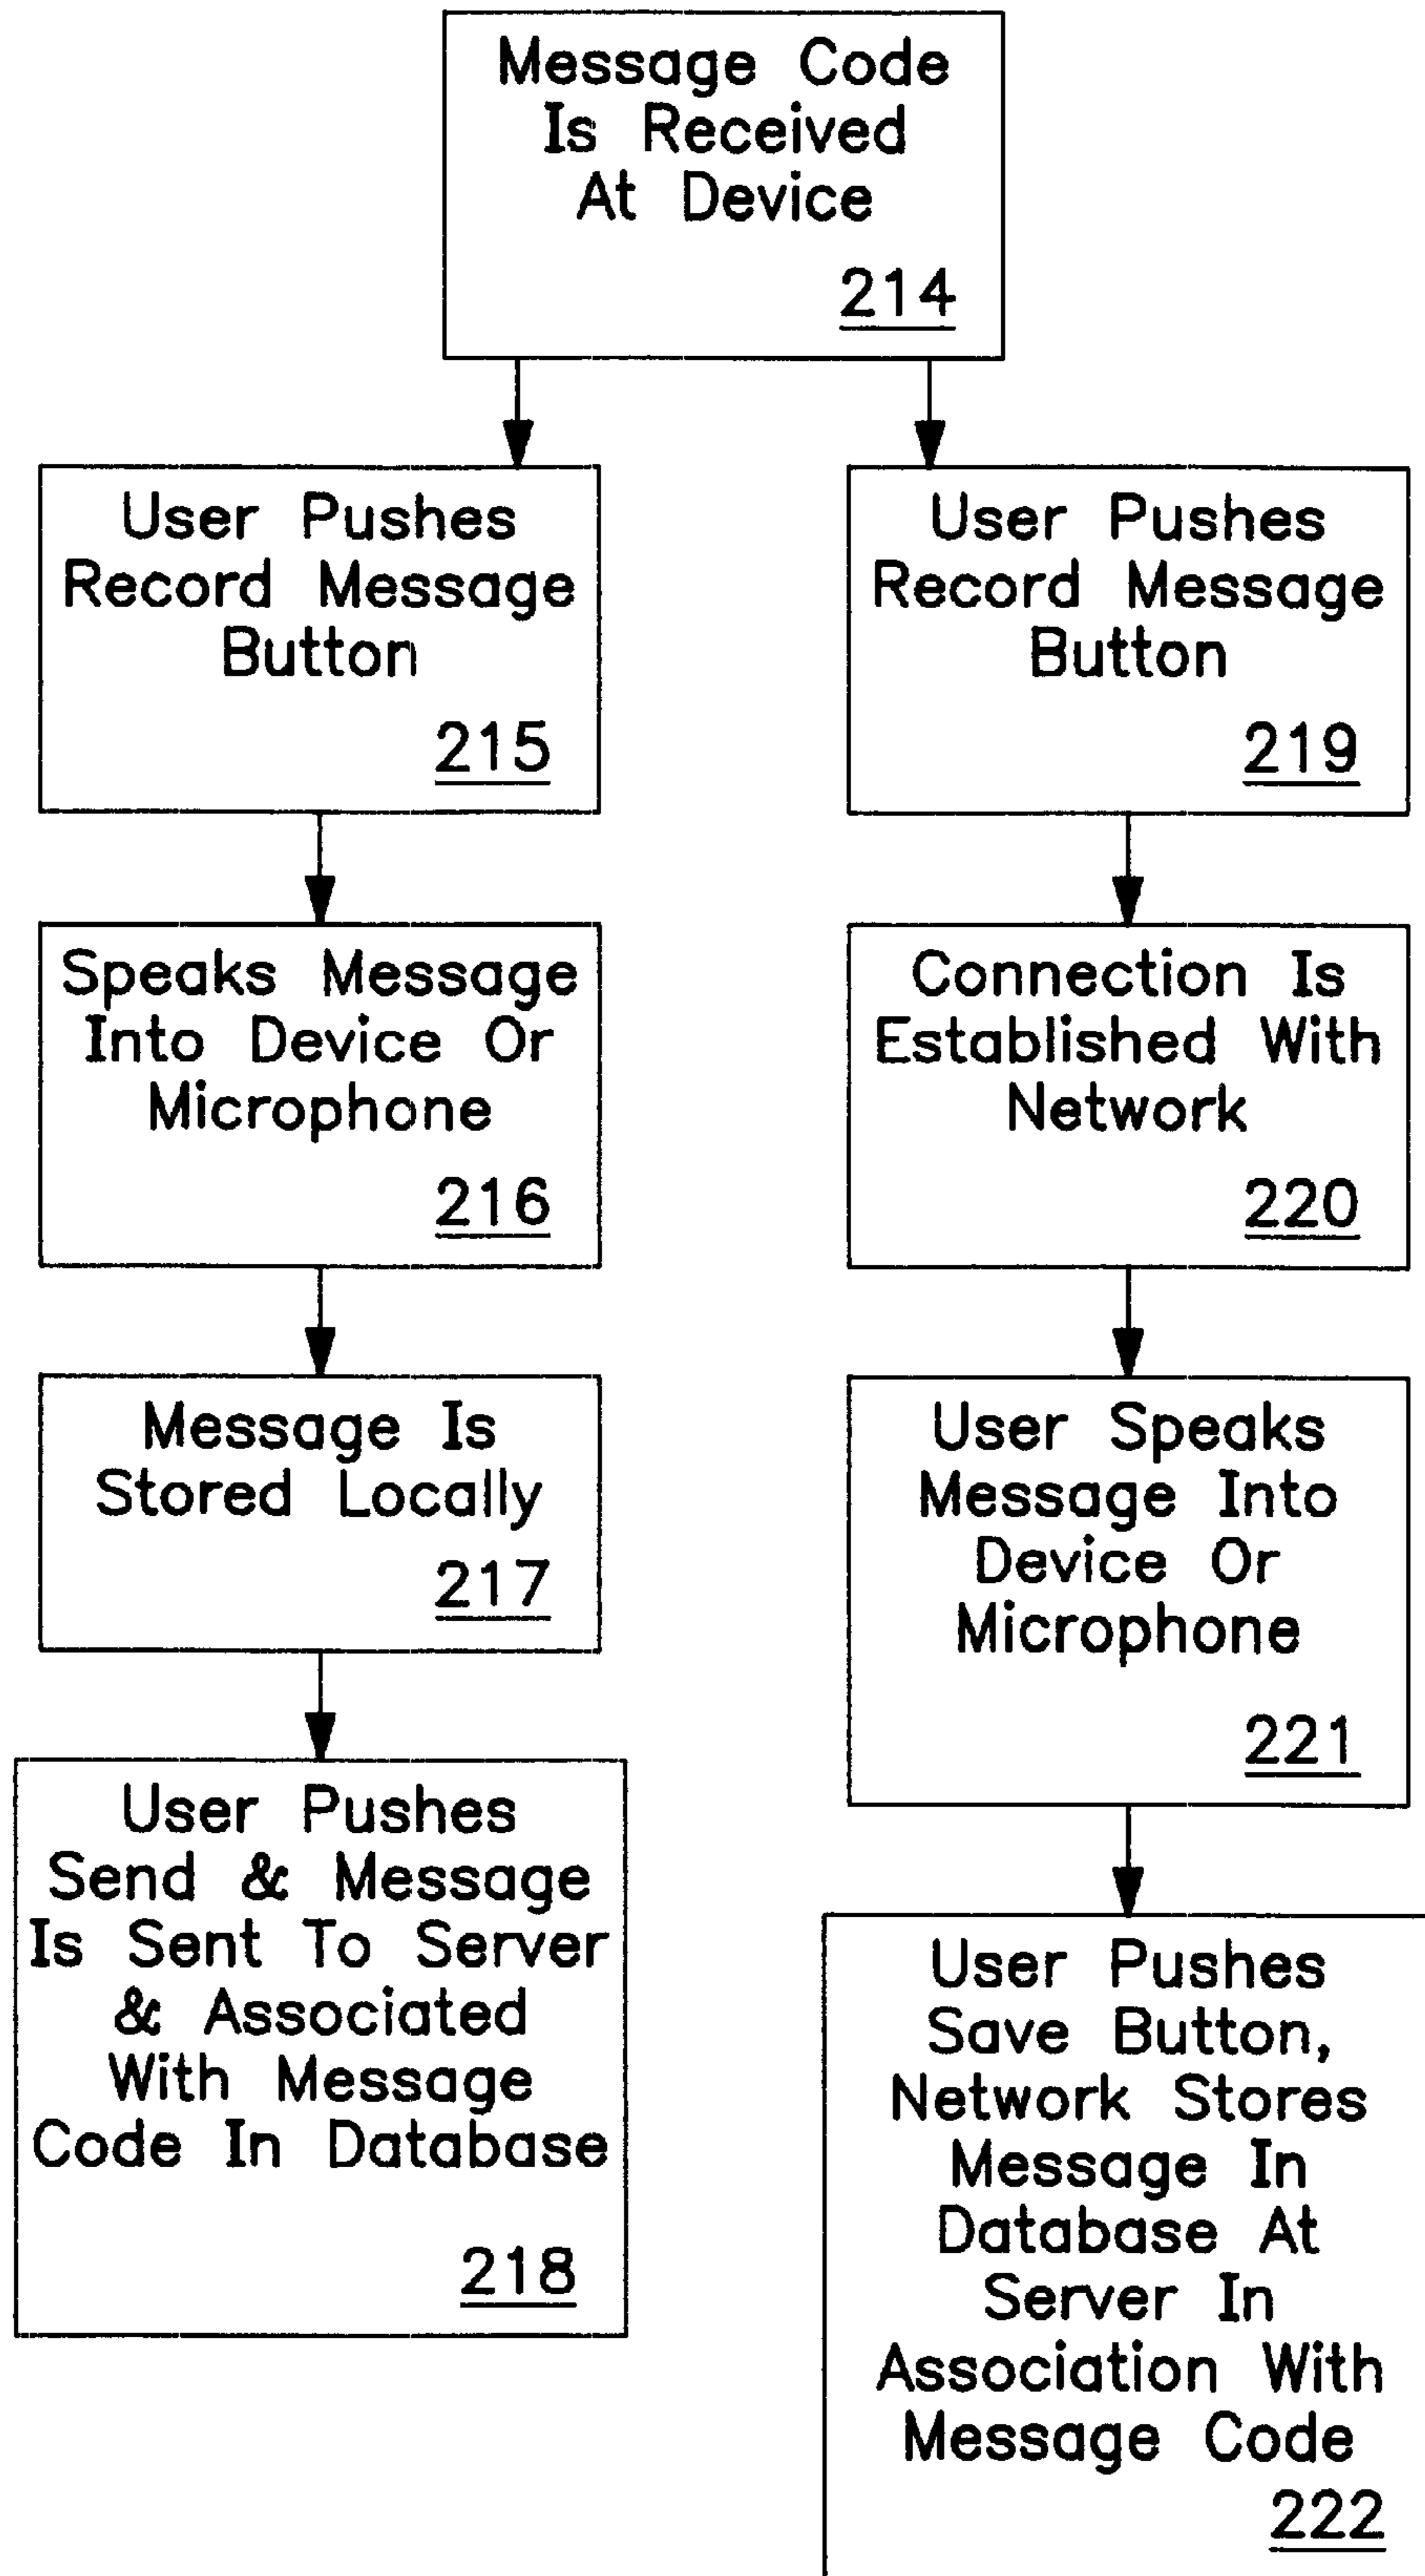 Message Code
Is Received
At Device
214
User Pushes
Record Message
Button
215
Speaks Message
Into Device Or
Microphone
216
Message Is
Stored Locally
217
User Pushes
Send & Message
Is Sent To Server
& Associated
With Message
Code In Database
218
User Pushes
Record Message
Button
219
Connection Is
Established With
Network
220
User Speaks
Message Into
Device Or
Microphone
221
User Pushes
Save Button,
Network Stores
Message In
Database At
Server In
Association With
Message Code
222